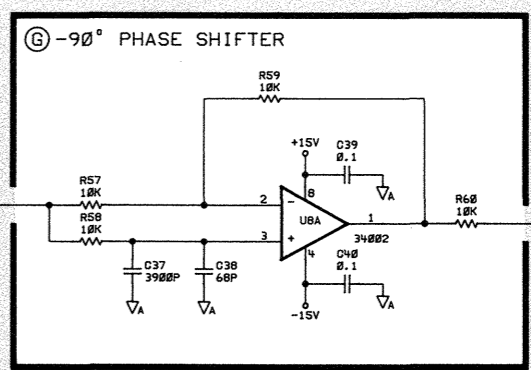 G -90° PHASE SHIFTER
R59
10K
+15V
C39
0.1
A
R57
10K
2
-
8
U8A
1
R60
10K
R58
10K
3
+
34002
4
C37
3900P
C38
68P
C40
0.1
A
A
A
-15V